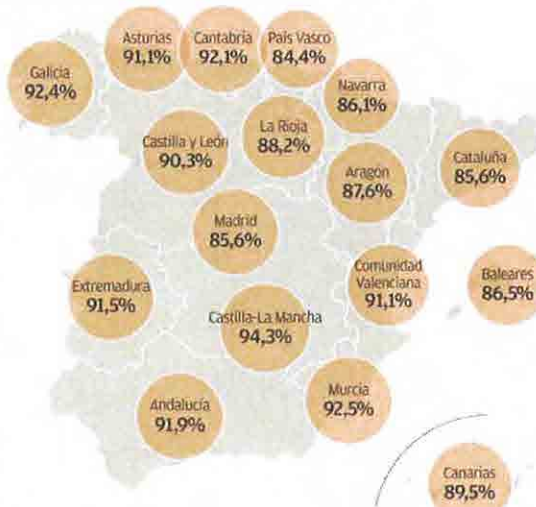 Asturias
91,1%
Cantabria
92,1%
País Vasco
84,4%
Galicia
92,4%
Navarra
86,1%
La Rioja
88,2%
Castilla y León
90,3%
Cataluña
85,6%
Aragón
87,6%
Madrid
85,6%
Comunidad
Valenciana
91,1%
Baleares
86,5%
Extremadura
91,5%
Castilla-La Mancha
94,3%
Murcia
92,5%
Andalucía
91,9%
Canarias
89,5%